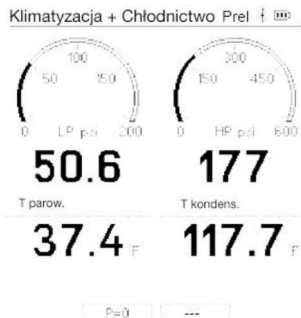 Klimatyzacja + Chłodnictwo Prel
100 300
50 150 150 450
0 LP psi 200 0 HP psi 600
50.6 177
T parow. T kondens.
37.4 °F 117.7 °F
P=0 ---